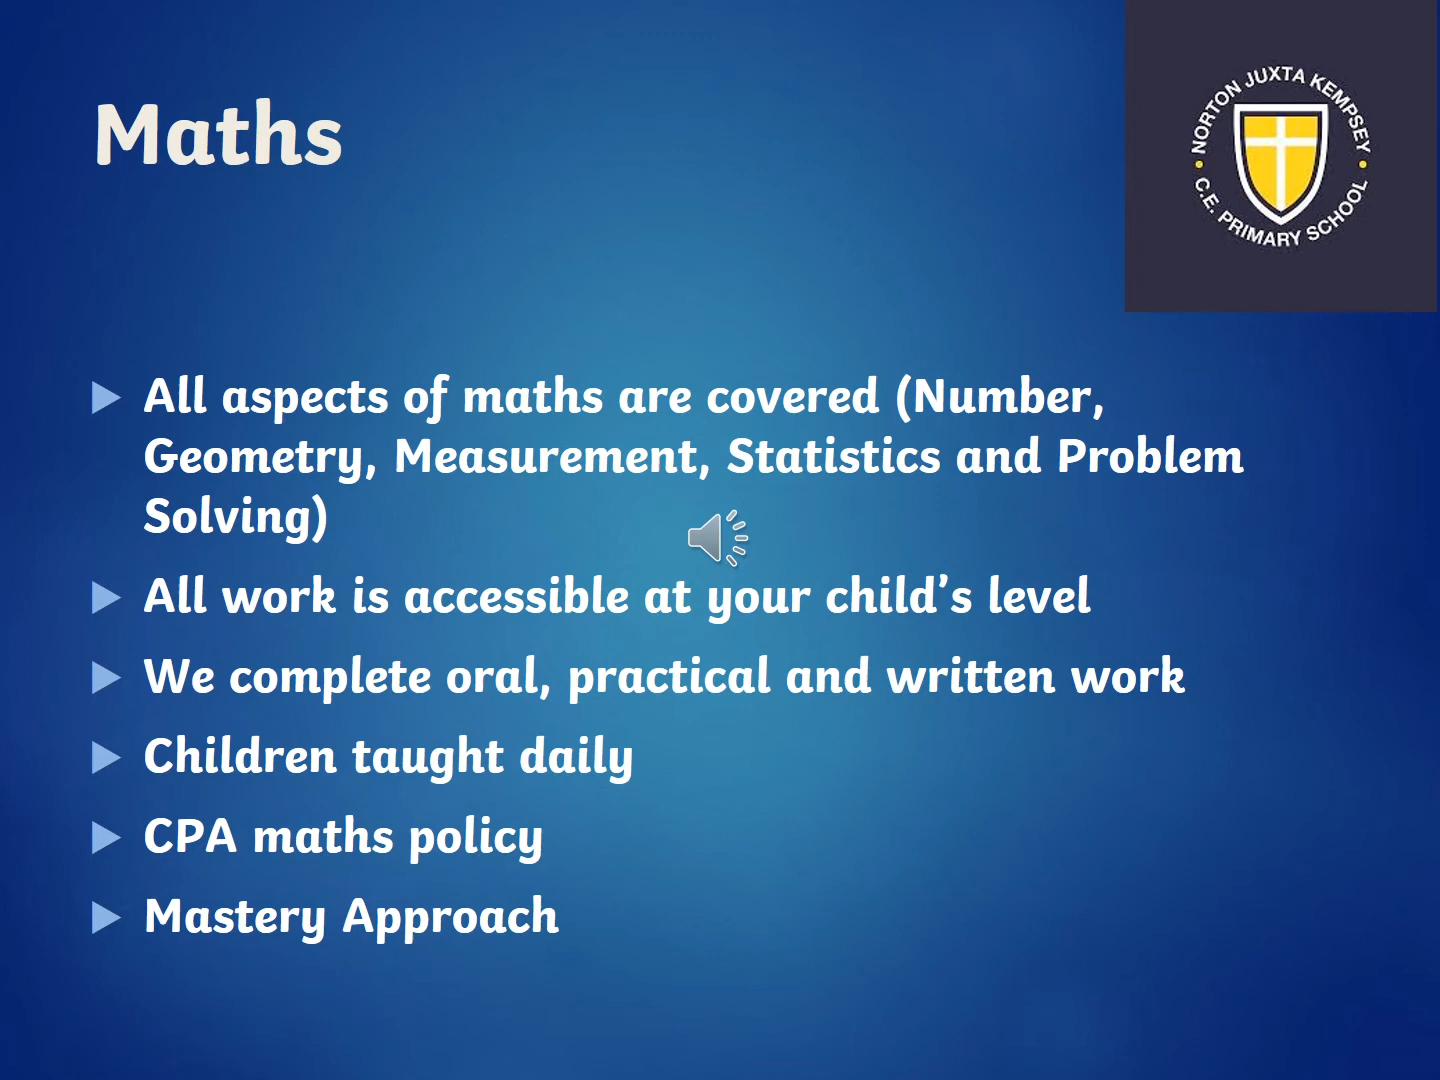 Maths
NORTON JUXTA KEMPSEY
C.E. PRIMARY SCHOOL
All aspects of maths are covered (Number,
Geometry, Measurement, Statistics and Problem
Solving)
All work is accessible at your child’s level
We complete oral, practical and written work
Children taught daily
CPA maths policy
Mastery Approach